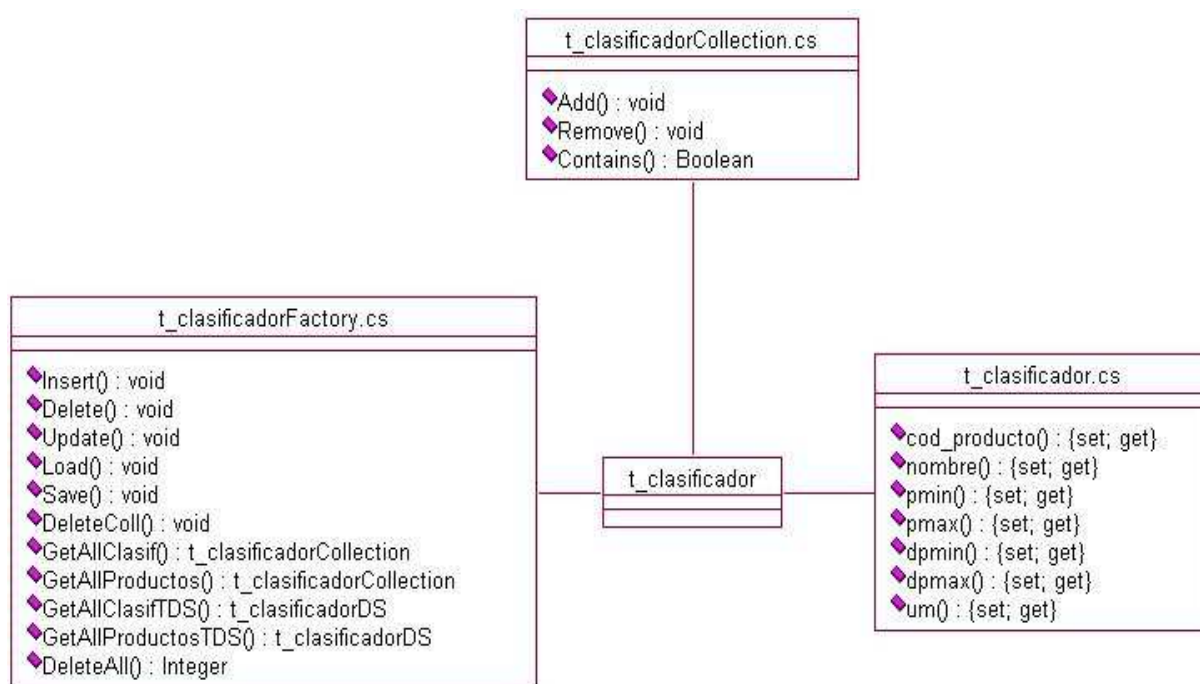 t_clasificadorCollection.cs
Add() : void
Remove() : void
Contains() : Boolean
t_clasificadorFactory.cs
Insert() : void
Delete() : void
Update() : void
Load() : void
Save() : void
DeleteColl() : void
GetAllClasif() : t_clasificadorCollection
GetAllProductos() : t_clasificadorCollection
GetAllClasifTDS() : t_clasificadorDS
GetAllProductosTDS() : t_clasificadorDS
DeleteAll() : Integer
t_clasificador
t_clasificador.cs
cod_producto() : {set; get}
nombre() : {set; get}
pmin() : {set; get}
pmax() : {set; get}
dpmin() : {set; get}
dpmax() : {set; get}
um() : {set; get}